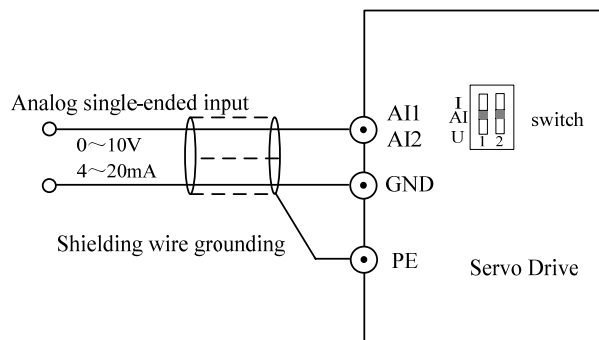 Analog single-ended input
0～10V
4～20mA
Shielding wire grounding
AI1
AI2
GND
PE
I
AI
U
1 2
switch
Servo Drive